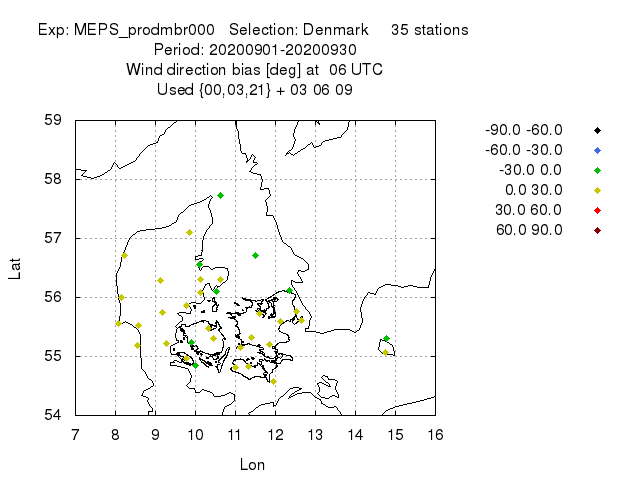 Exp: MEPS_prodmbr000 Selection: Denmark 35 stations
Period: 20200901-20200930
Wind direction bias [deg] at 06 UTC
Used {00,03,21} + 03 06 09
59
58
57
56
55
54
Lat
7 8 9 10 11 12 13 14 15 16
Lon
-90.0 -60.0
-60.0 -30.0
-30.0 0.0
0.0 30.0
30.0 60.0
60.0 90.0